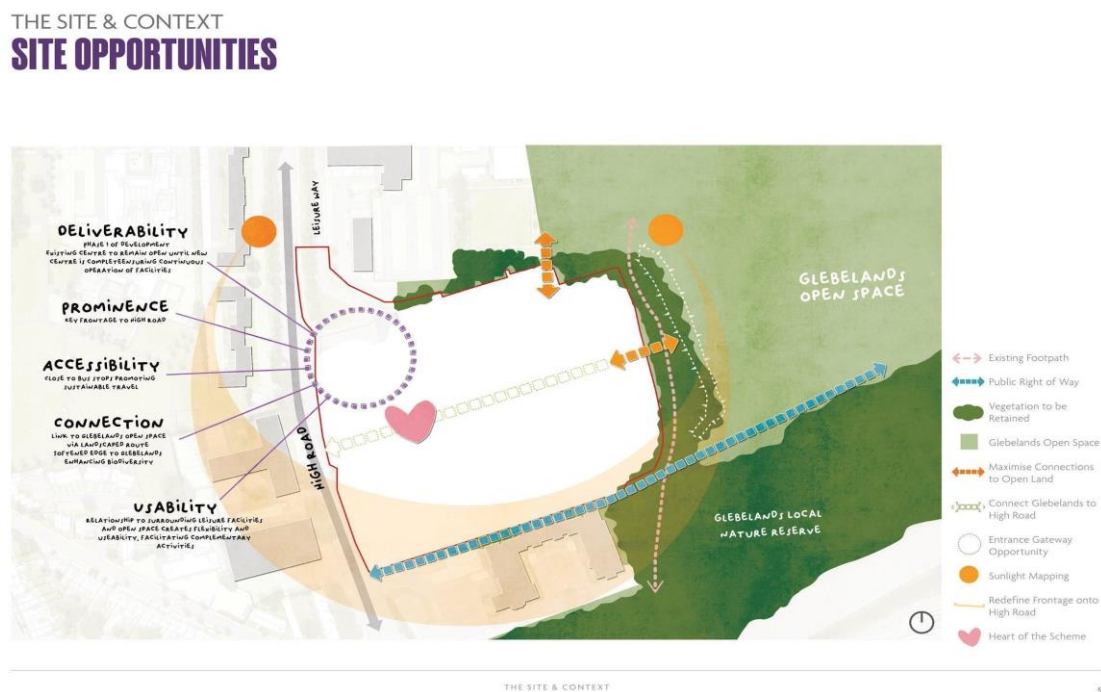 THE SITE & CONTEXT
SITE OPPORTUNITIES
DELIVERABILITY
PHASE 1 OF DEVELOPMENT
EXISTING CENTRE TO REMAIN OPEN UNTIL NEW
CENTRE IS COMPLETEENSURING CONTINUOUS
OPERATION OF FACILITIES
PROMINENCE
KEY FRONTAGE TO HIGH ROAD
ACCESSIBILITY
CLOSE TO BUS STOPS PROMOTING
SUSTAINABLE TRAVEL
CONNECTION
LINK TO GLEBELANDS OPEN SPACE
VIA LANDSCAPED ROUTE
SOFTENED EDGE TO GLEBELANDS
ENHANCING BIODIVERSITY
USABILITY
RELATIONSHIP TO SURROUNDING LEISURE FACILITIES
AND OPEN SPACE CREATES FLEXIBILITY AND
USEABILITY, FACILITATING COMPLEMENTARY
ACTIVITIES
LEISURE WAY
HIGH ROAD
GLEBELANDS
OPEN SPACE
GLEBELANDS LOCAL
NATURE RESERVE
Existing Footpath
Public Right of Way
Vegetation to be
Retained
Glebelands Open Space
Maximise Connections
to Open Land
Connect Glebelands to
High Road
Entrance Gateway
Opportunity
Sunlight Mapping
Redefine Frontage onto
High Road
Heart of the Scheme
THE SITE & CONTEXT